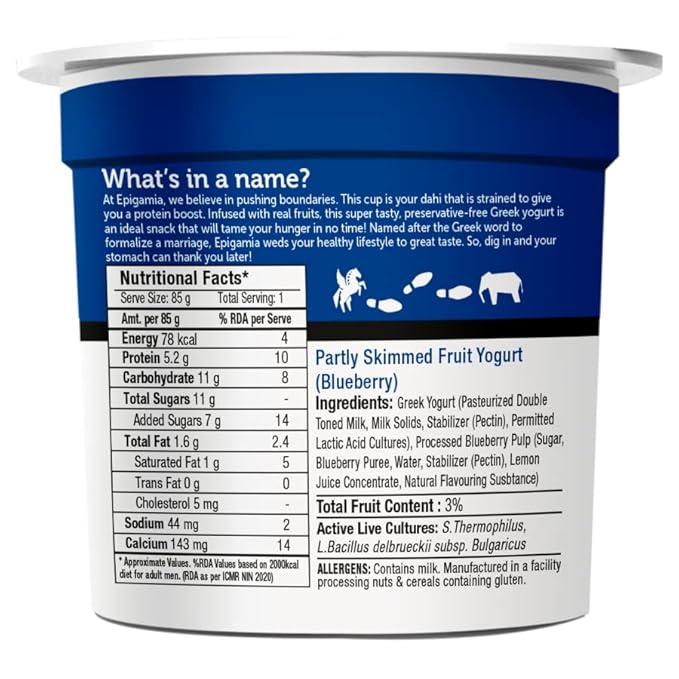 What's in a name?
At Epigamia, we believe in pushing boundaries. This cup is your dahi that is strained to give
you a protein boost. Infused with real fruits, this super tasty, preservative-free Greek yogurt is
an ideal snack that will tame your hunger in no time! Named after the Greek word to
formalize a marriage, Epigamia weds your healthy lifestyle to great taste. So, dig in and your
stomach can thank you later!
Nutritional Facts*
Serve Size: 85 g Total Serving: 1
Amt. per 85 g % RDA per Serve
Energy 78 kcal 4
Protein 5.2 g 10
Carbohydrate 11 g 8
Total Sugars 11 g -
Added Sugars 7 g 14
Total Fat 1.6 g 2.4
Saturated Fat 1 g 5
Trans Fat 0 g 0
Cholesterol 5 mg -
Sodium 44 mg 2
Calcium 143 mg 14
*Approximate Values. %RDA Values based on 2000kcal
diet for adult men. (RDA as per ICMR NIN 2020)
Partly Skimmed Fruit Yogurt
(Blueberry)
Ingredients: Greek Yogurt (Pasteurized Double
Toned Milk, Milk Solids, Stabilizer (Pectin), Permitted
Lactic Acid Cultures), Processed Blueberry Pulp (Sugar,
Blueberry Puree, Water, Stabilizer (Pectin), Lemon
Juice Concentrate, Natural Flavouring Susbtance)
Total Fruit Content : 3%
Active Live Cultures: S.Thermophilus,
L.Bacillus delbrueckii subsp. Bulgaricus
ALLERGENS: Contains milk. Manufactured in a facility
processing nuts & cereals containing gluten.